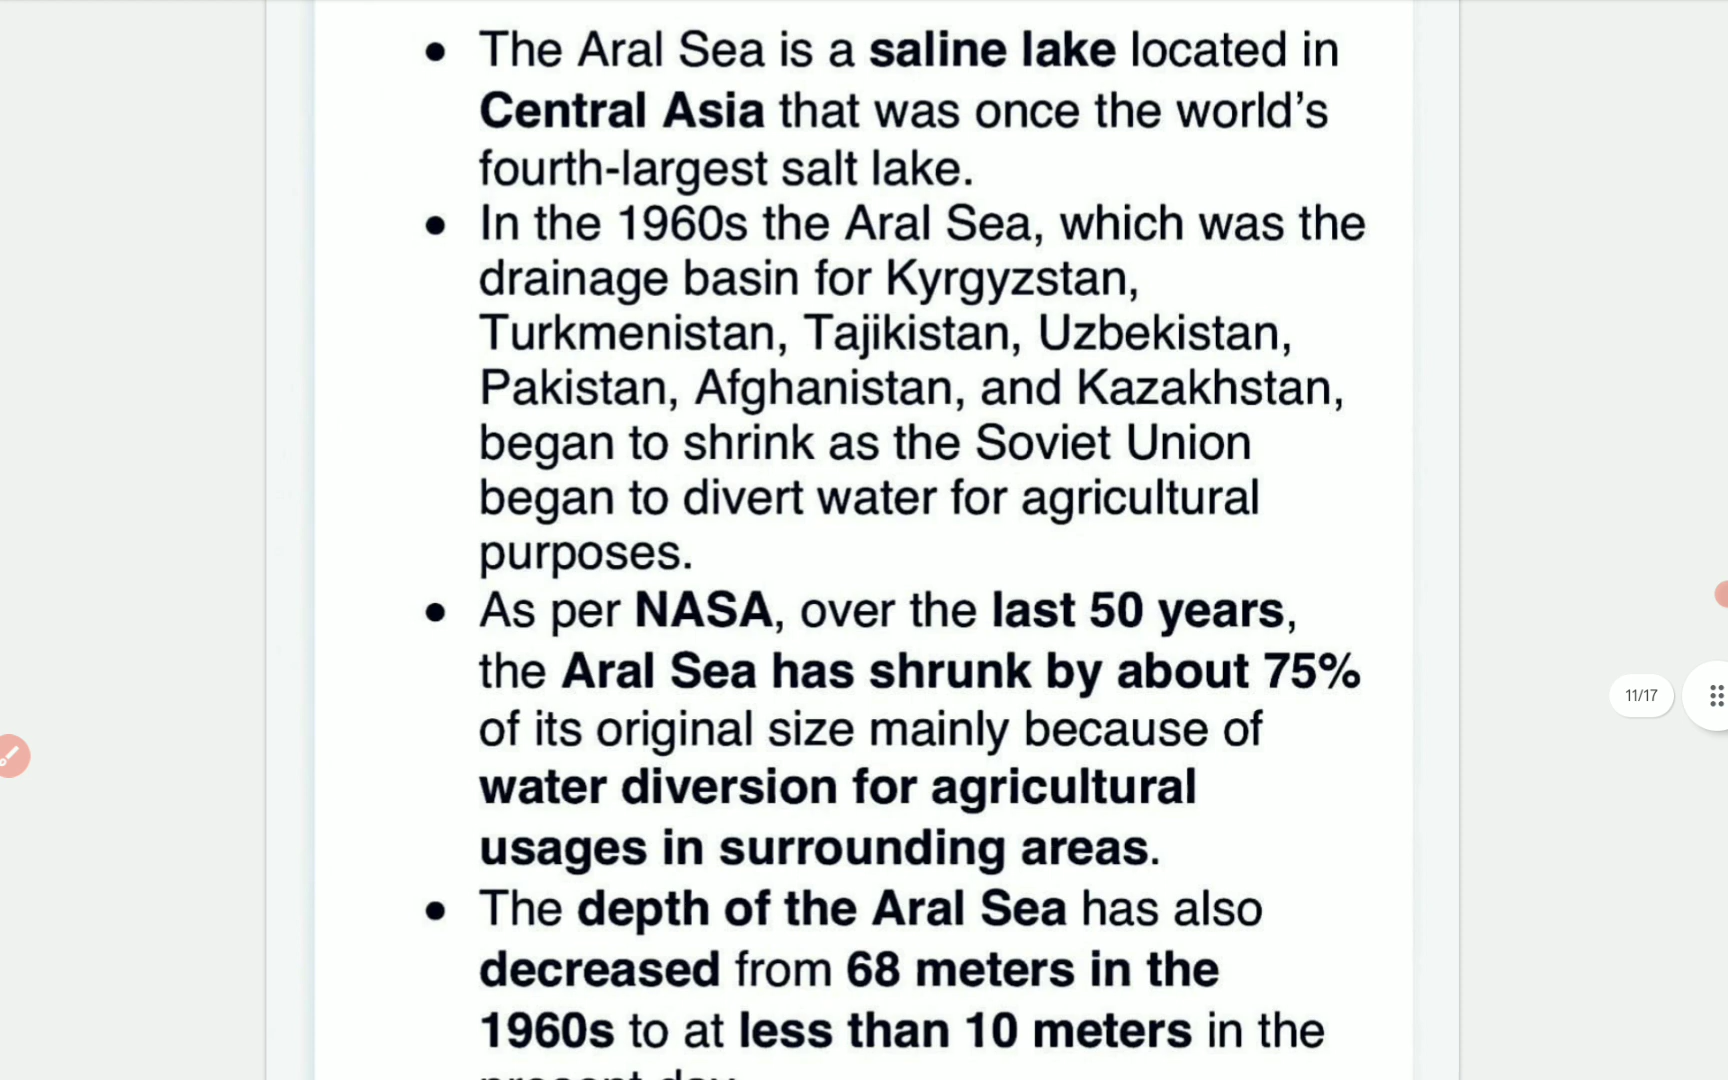 • The Aral Sea is a saline lake located in
Central Asia that was once the world’s
fourth-largest salt lake.
• In the 1960s the Aral Sea, which was the
drainage basin for Kyrgyzstan,
Turkmenistan, Tajikistan, Uzbekistan,
Pakistan, Afghanistan, and Kazakhstan,
began to shrink as the Soviet Union
began to divert water for agricultural
purposes.
• As per NASA, over the last 50 years,
the Aral Sea has shrunk by about 75%
of its original size mainly because of
water diversion for agricultural
usages in surrounding areas.
• The depth of the Aral Sea has also
decreased from 68 meters in the
1960s to at less than 10 meters in the
11/17